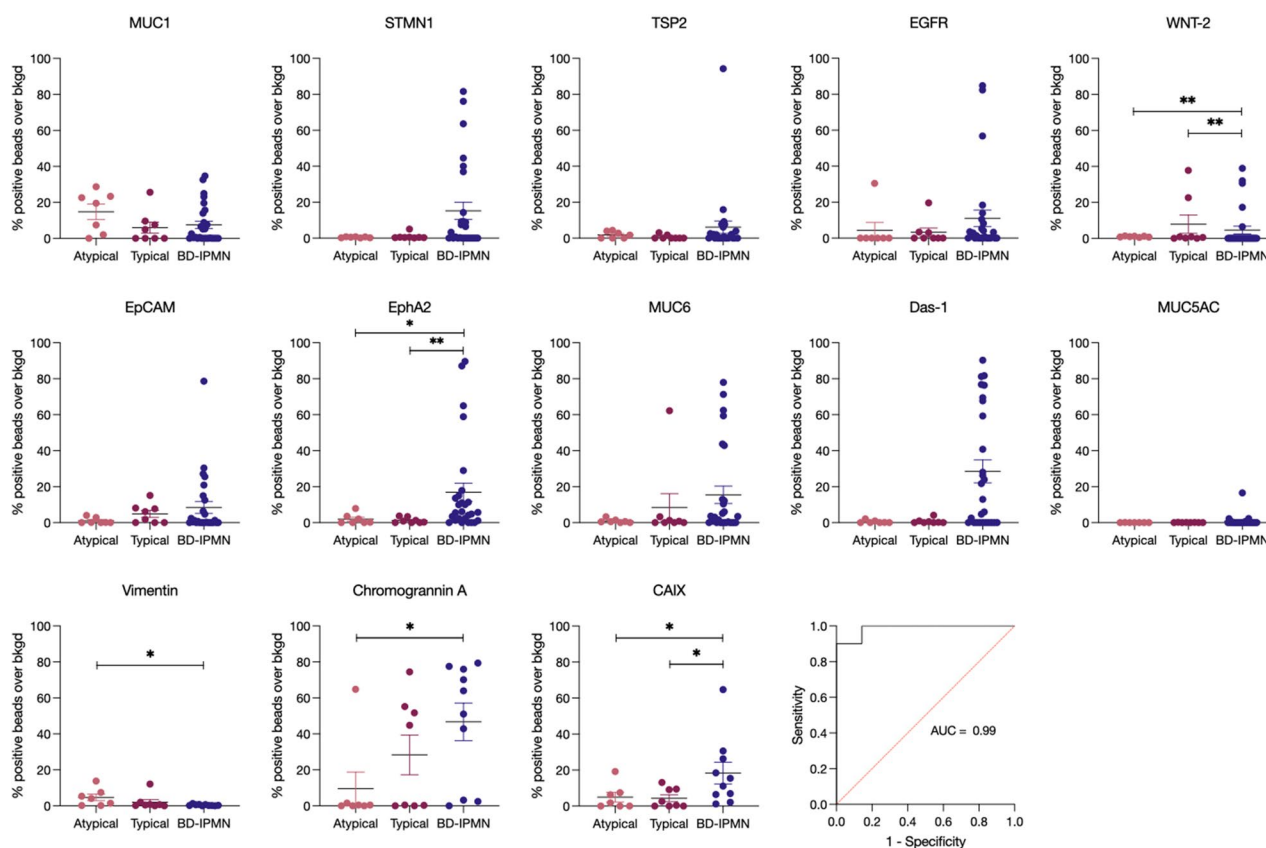 MUC1
% positive beads over bkgd
100
80
60
40
20
0
Atypical Typical BD-IPMN
STMN1
% positive beads over bkgd
100
80
60
40
20
0
Atypical Typical BD-IPMN
TSP2
% positive beads over bkgd
100
80
60
40
20
0
Atypical Typical BD-IPMN
EGFR
% positive beads over bkgd
100
80
60
40
20
0
Atypical Typical BD-IPMN
WNT-2
% positive beads over bkgd
100
80
60
40
20
0
**
**
Atypical Typical BD-IPMN
EpCAM
% positive beads over bkgd
100
80
60
40
20
0
Atypical Typical BD-IPMN
EphA2
% positive beads over bkgd
100
80
60
40
20
0
*
**
Atypical Typical BD-IPMN
MUC6
% positive beads over bkgd
100
80
60
40
20
0
Atypical Typical BD-IPMN
Das-1
% positive beads over bkgd
100
80
60
40
20
0
Atypical Typical BD-IPMN
MUC5AC
% positive beads over bkgd
100
80
60
40
20
0
Atypical Typical BD-IPMN
Vimentin
% positive beads over bkgd
100
80
60
40
20
0
*
Atypical Typical BD-IPMN
Chromogrannin A
% positive beads over bkgd
100
80
60
40
20
0
*
Atypical Typical BD-IPMN
CAIX
% positive beads over bkgd
100
80
60
40
20
0
*
*
Atypical Typical BD-IPMN
Sensitivity
1.0
0.8
0.6
0.4
0.2
0.0
AUC = 0.99
0.0 0.2 0.4 0.6 0.8 1.0
1 - Specificity